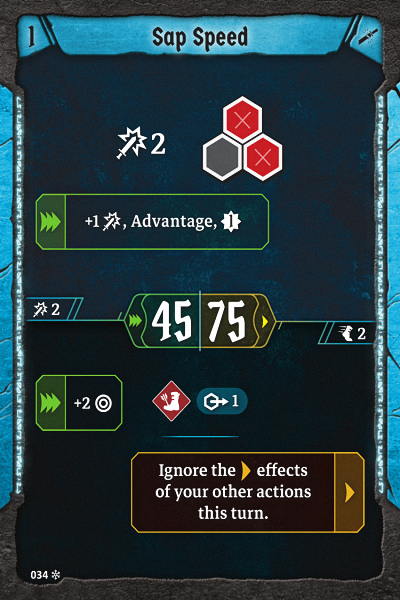 1
Sap Speed
2
+1 , Advantage, 1
2
45 75
2
+2
1
Ignore the effects
of your other actions
this turn.
034